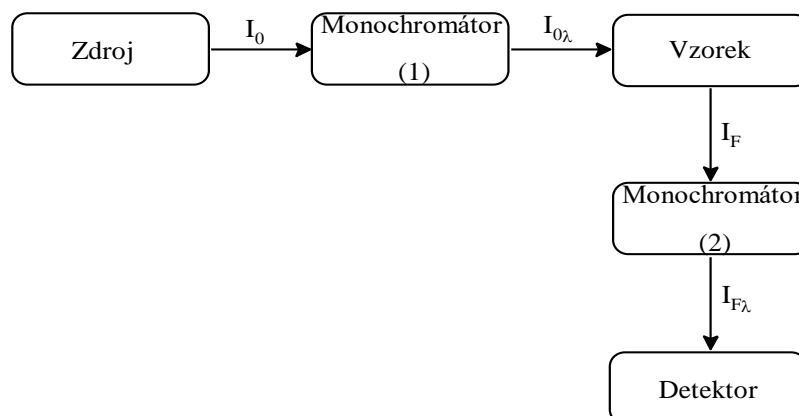 Zdroj
I0
Monochromátor
(1)
I0λ
Vzorek
IF
Monochromátor
(2)
IFλ
Detektor